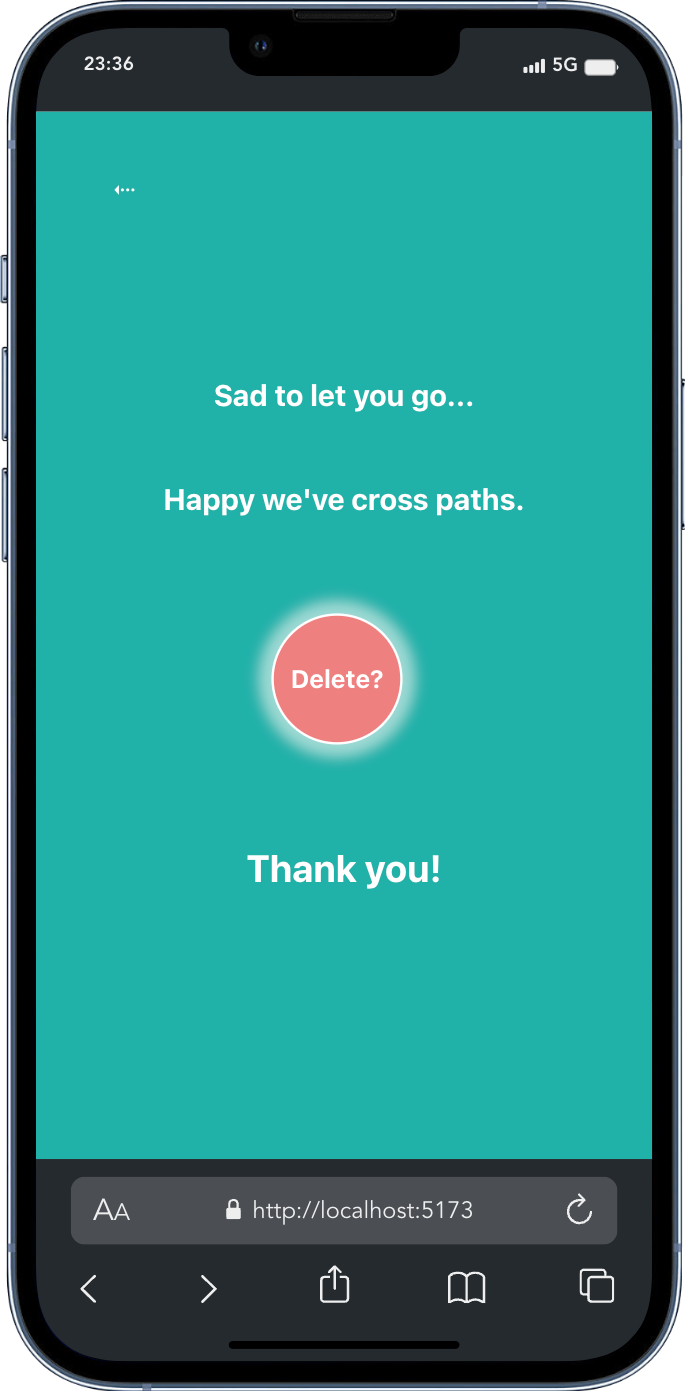 23:36
5G
Sad to let you go...
Happy we've cross paths.
Delete?
Thank you!
AA
http://localhost:5173